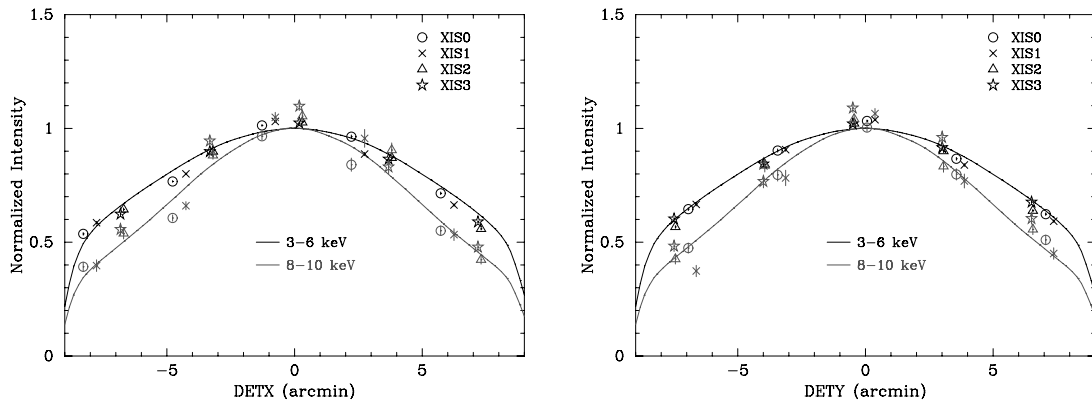 1.5
1
0.5
0
Normalized Intensity
XIS0
XIS1
XIS2
XIS3
3−6 keV
8−10 keV
−5
0
5
DETX (arcmin)
1.5
1
0.5
0
Normalized Intensity
XIS0
XIS1
XIS2
XIS3
3−6 keV
8−10 keV
−5
0
5
DETY (arcmin)